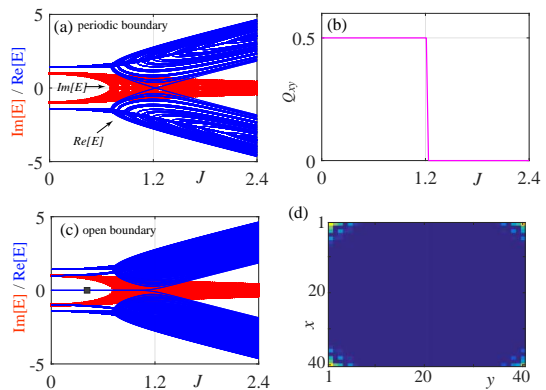 (a) periodic boundary
Im[E] / Re[E]
5
0
-5
Im[E]
Re[E]
0
1.2
J
2.4
(b)
Q_xy
0.5
0
0
1.2
J
2.4
(c) open boundary
Im[E] / Re[E]
5
0
-5
0
1.2
J
2.4
(d)
x
1
20
40
1
20
y
40